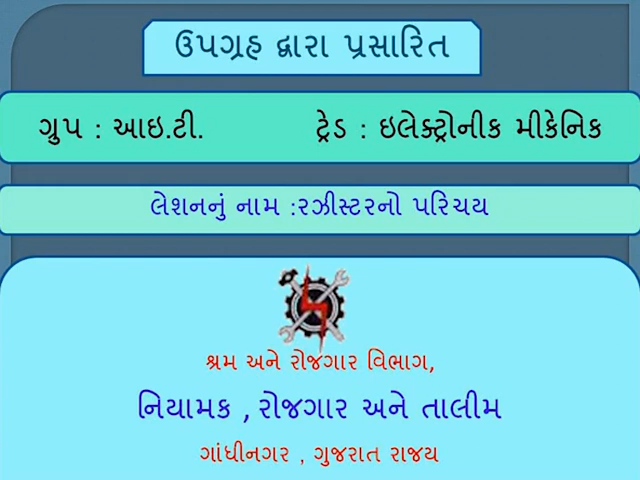 ઉપગ્રહ દ્વારા પ્રસારિત
ગ્રુપ : આઇ.ટી. ટ્રેડ : ઇલેક્ટ્રોનીક મીકેનિક
લેશનનું નામ :રઝીસ્ટરનો પરિચય
શ્રમ અને રોજગાર વિભાગ,
નિયામક , રોજગાર અને તાલીમ
ગાંધીનગર , ગુજરાત રાજય